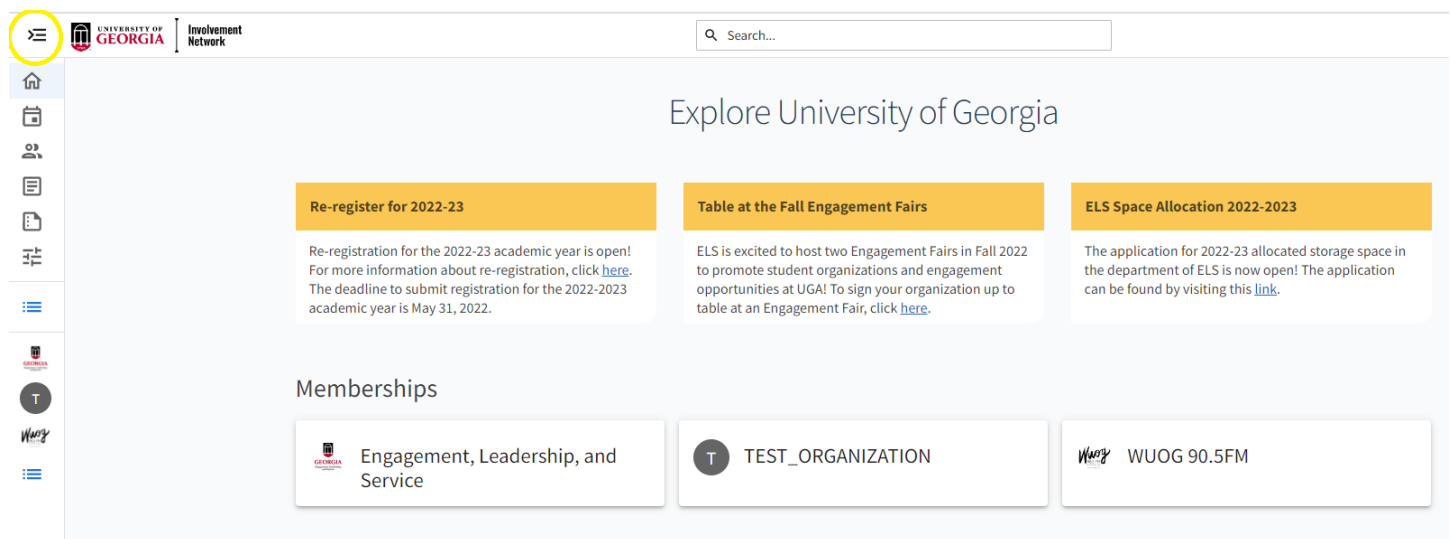 UNIVERSITY OF
GEORGIA
Involvement
Network
Search...
Explore University of Georgia
Re-register for 2022-23
Re-registration for the 2022-23 academic year is open!
For more information about re-registration, click here.
The deadline to submit registration for the 2022-2023
academic year is May 31, 2022.
Table at the Fall Engagement Fairs
ELS is excited to host two Engagement Fairs in Fall 2022
to promote student organizations and engagement
opportunities at UGA! To sign your organization up to
table at an Engagement Fair, click here.
ELS Space Allocation 2022-2023
The application for 2022-23 allocated storage space in
the department of ELS is now open! The application
can be found by visiting this link.
GEORGIA
T
Wuog
Memberships
GEORGIA
Engagement, Leadership, and
Service
T
TEST_ORGANIZATION
Wuog
WUOG 90.5FM